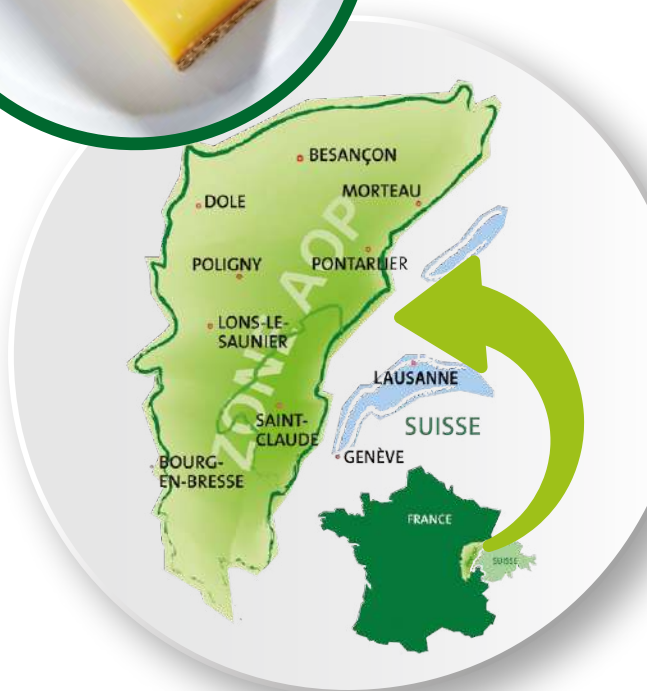 BESANÇON
MORTEAU
DOLE
ZONE AOP
POLIGNY
PONTARLIER
LONS-LE-
SAUNIER
LAUSANNE
SAINT-
CLAUDE
SUISSE
GENÈVE
BOURG-
EN-BRESSE
FRANCE
SUISSE